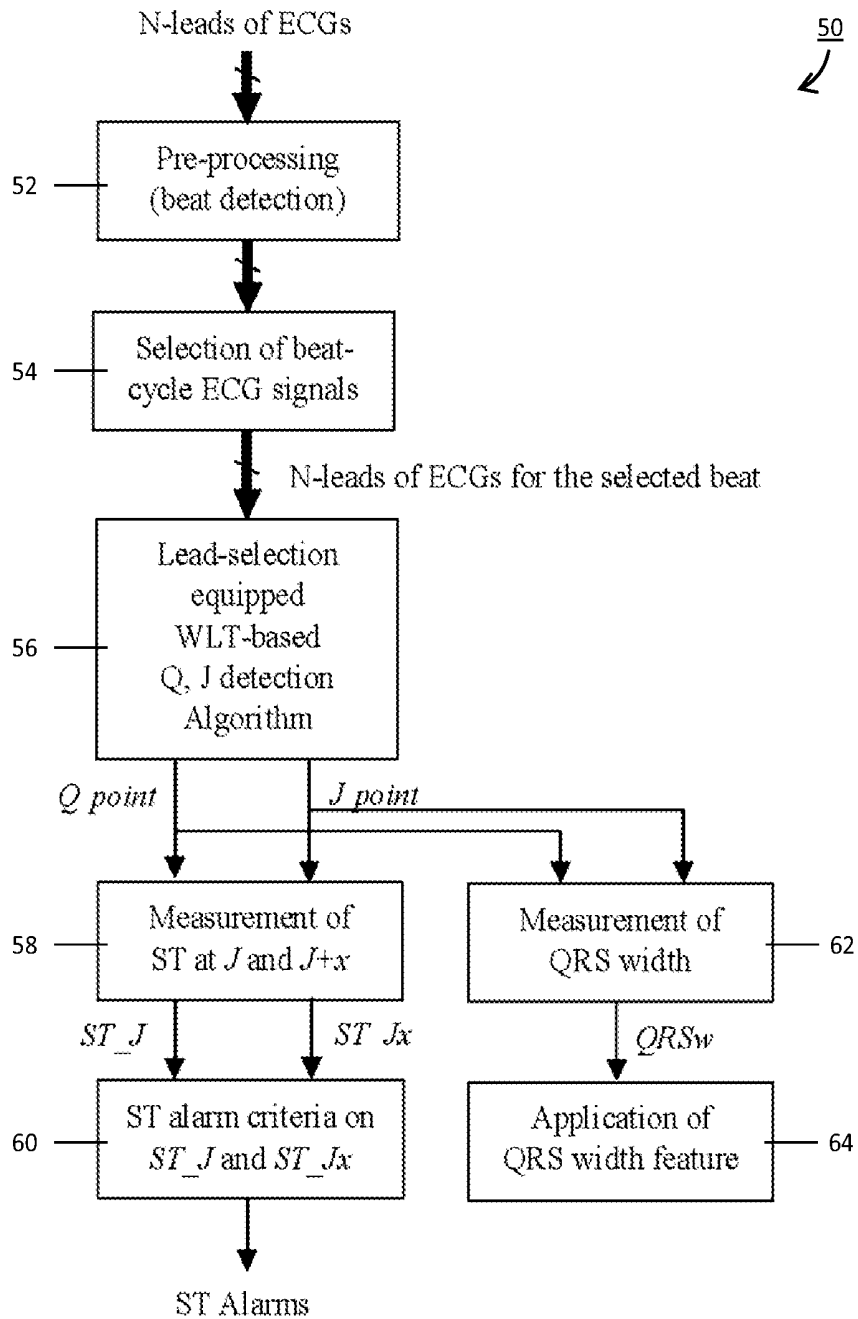 N-leads of ECGs
50
52
Pre-processing
(beat detection)
54
Selection of beat-
cycle ECG signals
N-leads of ECGs for the selected beat
56
Lead-selection
equipped
WLT-based
Q, J detection
Algorithm
Q point
J point
58
Measurement of
ST at J and J+x
Measurement of
QRS width
62
ST_J
ST Jx
QRSw
60
ST alarm criteria on
ST_J and ST_Jx
Application of
QRS width feature
64
ST Alarms